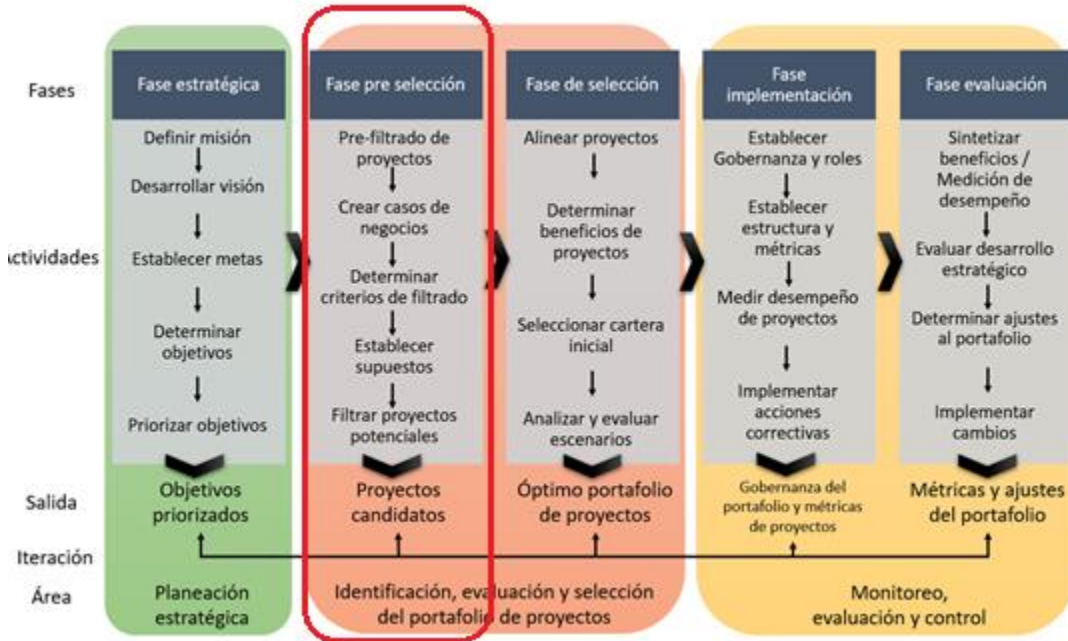 Fases
Fase estratégica
Fase pre selección
Fase de selección
Fase
implementación
Fase evaluación
ctividades
Definir misión
Desarrollar visión
Establecer metas
Determinar
objetivos
Priorizar objetivos
Pre-filtrado de
proyectos
Crear casos de
negocios
Determinar
criterios de filtrado
Establecer
supuestos
Filtrar proyectos
potenciales
Alinear proyectos
Determinar
beneficios de
proyectos
Seleccionar cartera
inicial
Analizar y evaluar
escenarios
Establecer
Gobernanza y roles
Establecer
estructura y
métricas
Medir desempeño
de proyectos
Implementar
acciones
correctivas
Sintetizar
beneficios /
Medición de
desempeño
Evaluar desarrollo
estratégico
Determinar ajustes
al portafolio
Implementar
cambios
Salida
Objetivos
priorizados
Proyectos
candidatos
Óptimo portafolio
de proyectos
Gobernanza del
portafolio y métricas
de proyectos
Métricas y ajustes
del portafolio
Iteración
Área
Planeación
estratégica
Identificación, evaluación y selección
del portafolio de proyectos
Monitoreo,
evaluación y control